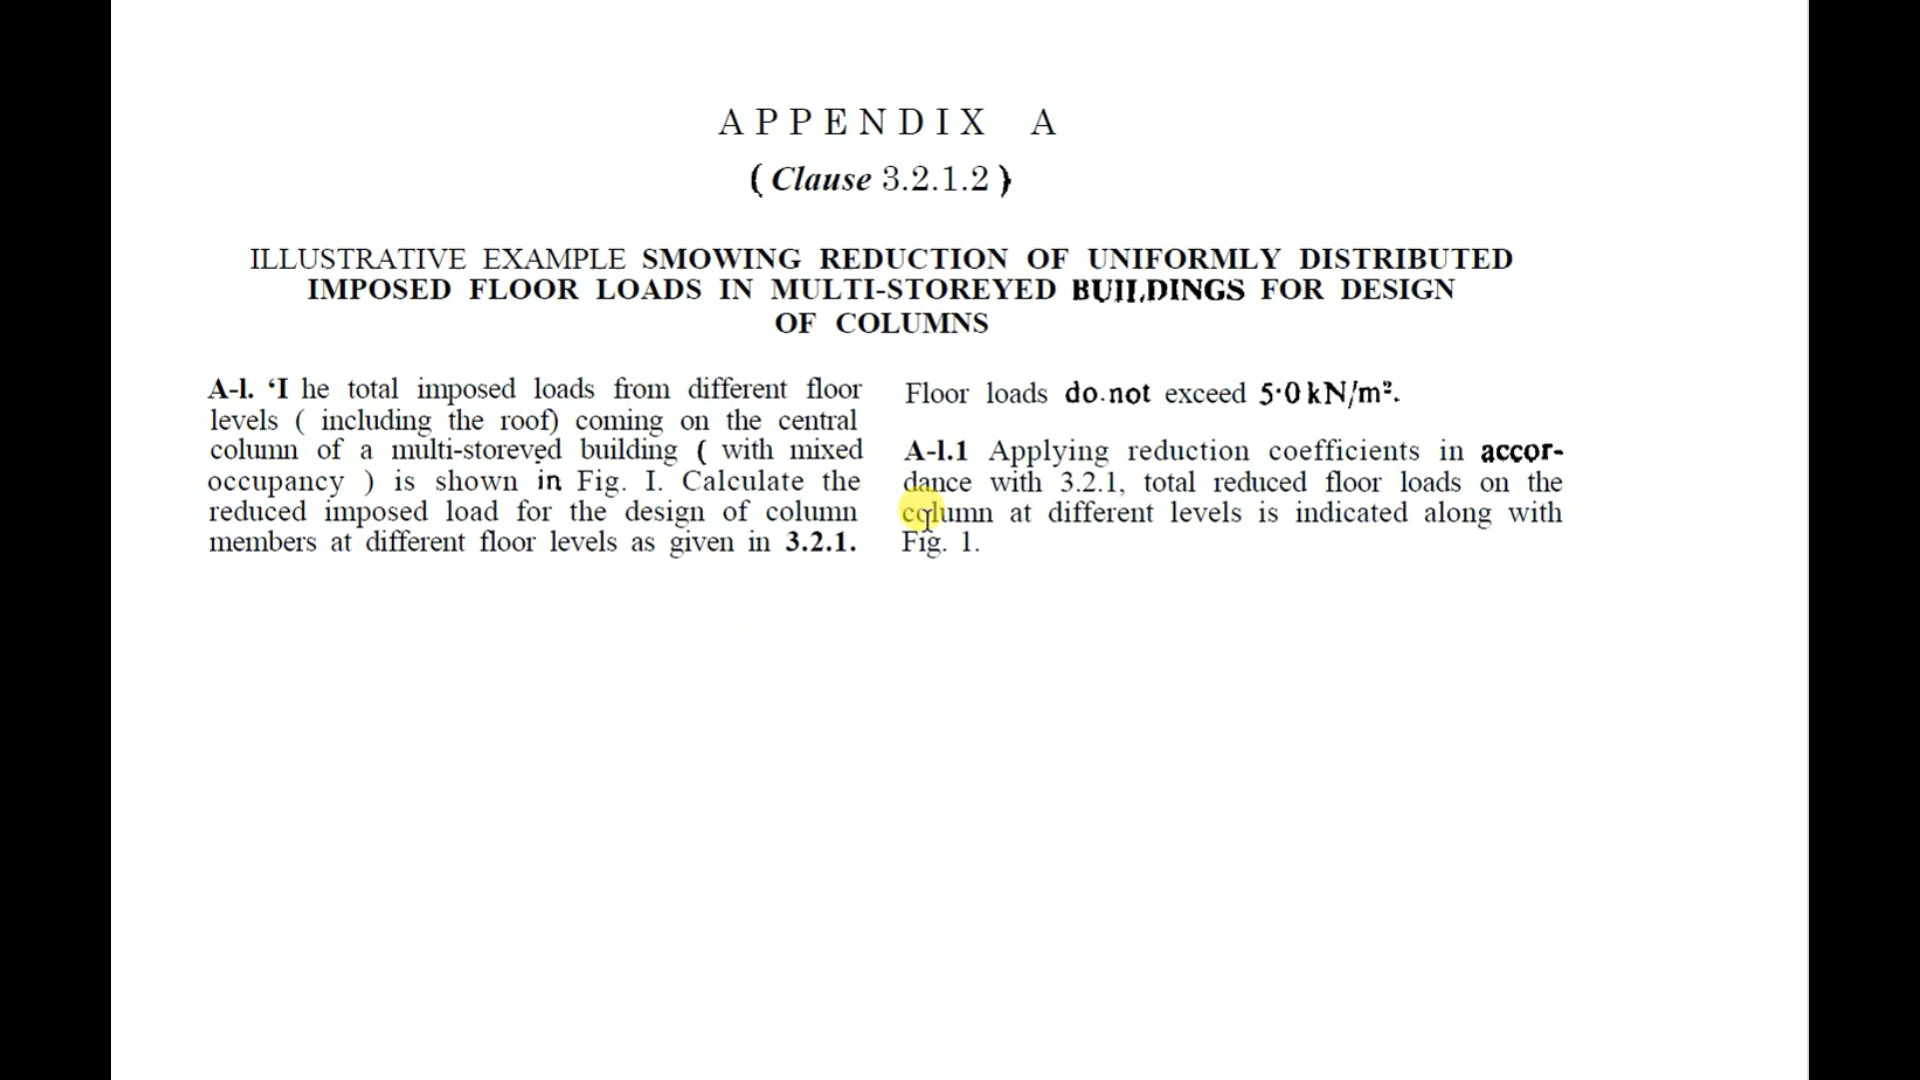 APPENDIX A
( Clause 3.2.1.2 )
ILLUSTRATIVE EXAMPLE SMOWING REDUCTION OF UNIFORMLY DISTRIBUTED
IMPOSED FLOOR LOADS IN MULTI-STOREYED BUILDINGS FOR DESIGN
OF COLUMNS
A-l. ‘I he total imposed loads from different floor
levels ( including the roof) coming on the central
column of a multi-storeved building ( with mixed
occupancy ) is shown in Fig. I. Calculate the
reduced imposed load for the design of column
members at different floor levels as given in 3.2.1.
Floor loads do.not exceed 5·0 kN/m².
A-l.1 Applying reduction coefficients in accor-
dance with 3.2.1, total reduced floor loads on the
column at different levels is indicated along with
Fig. 1.